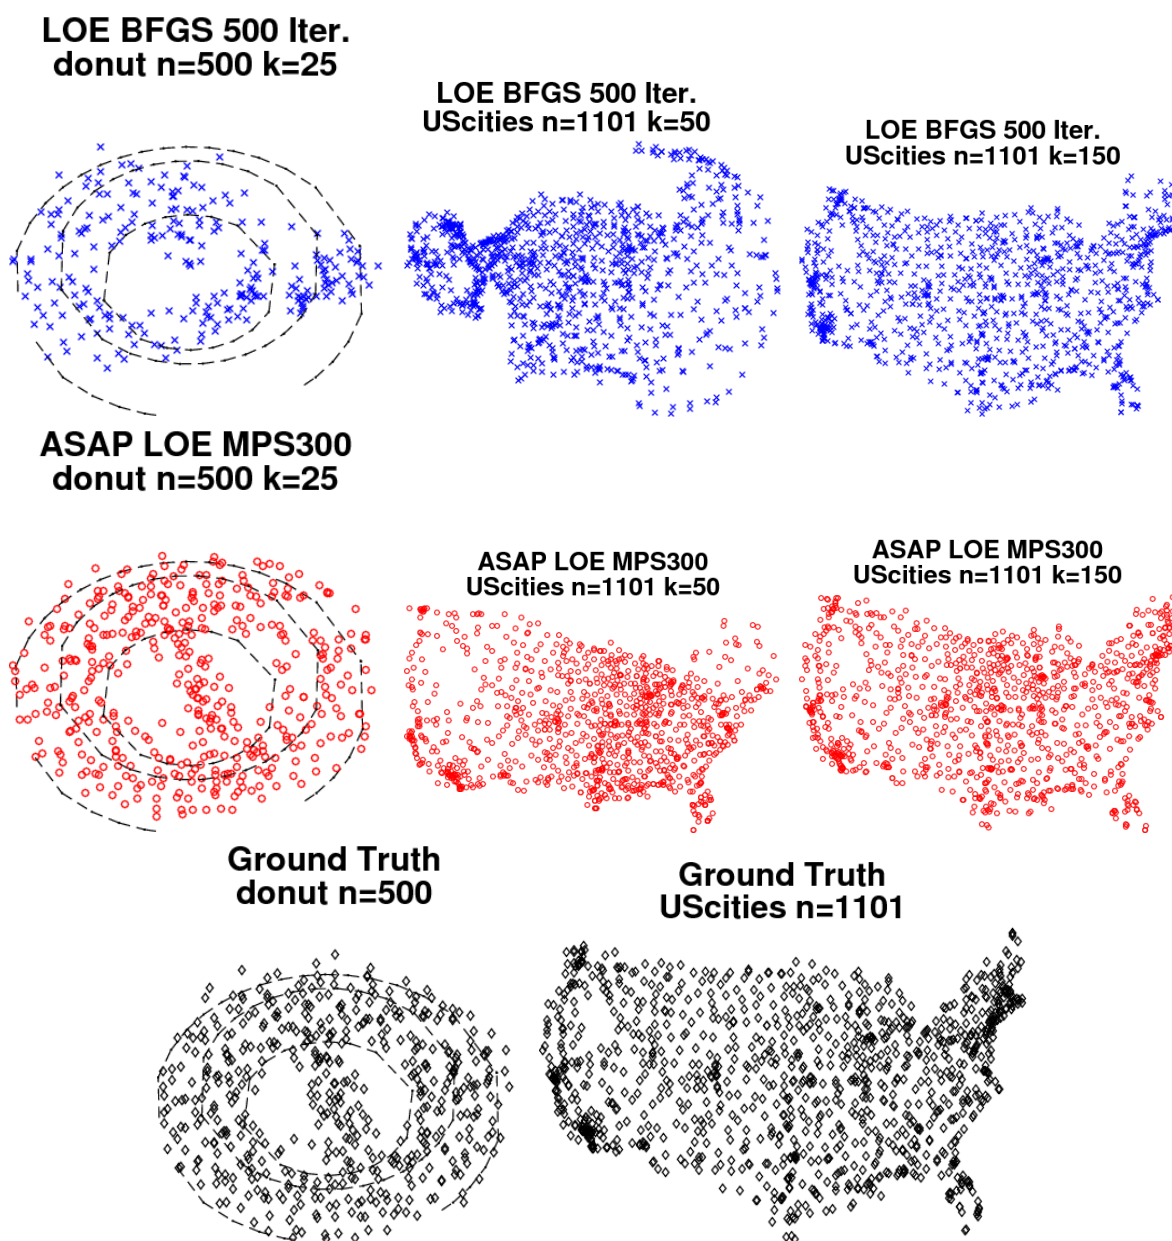 LOE BFGS 500 Iter.
donut n=500 k=25
LOE BFGS 500 Iter.
UScities n=1101 k=50
LOE BFGS 500 Iter.
UScities n=1101 k=150
ASAP LOE MPS300
donut n=500 k=25
ASAP LOE MPS300
UScities n=1101 k=50
ASAP LOE MPS300
UScities n=1101 k=150
Ground Truth
donut n=500
Ground Truth
UScities n=1101